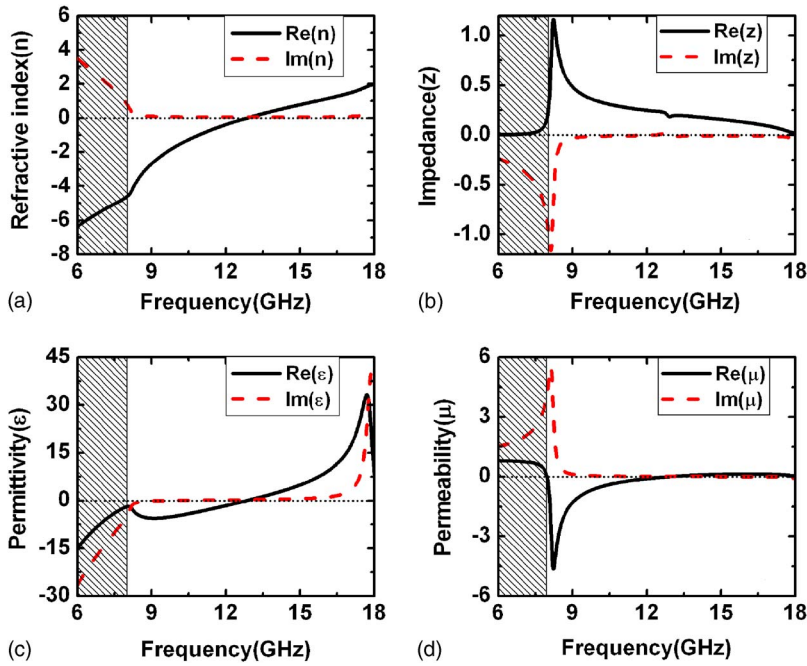 Refractive index(n)
6
4
2
0
-2
-4
-6
-8
Re(n)
Im(n)
6 9 12 15 18
(a) Frequency(GHz)
Impedance(z)
1.0
0.5
0.0
-0.5
-1.0
Re(z)
Im(z)
6 9 12 15 18
(b) Frequency(GHz)
Permittivity(ε)
45
30
15
0
-15
-30
Re(ε)
Im(ε)
6 9 12 15 18
(c) Frequency(GHz)
Permeability(μ)
6
3
0
-3
-6
Re(μ)
Im(μ)
6 9 12 15 18
(d) Frequency(GHz)